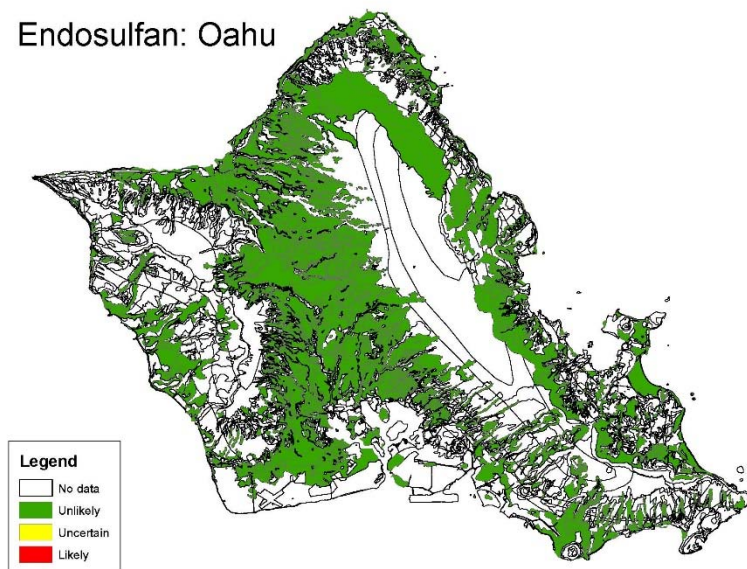 Endosulfan: Oahu
Legend
No data
Unlikely
Uncertain
Likely